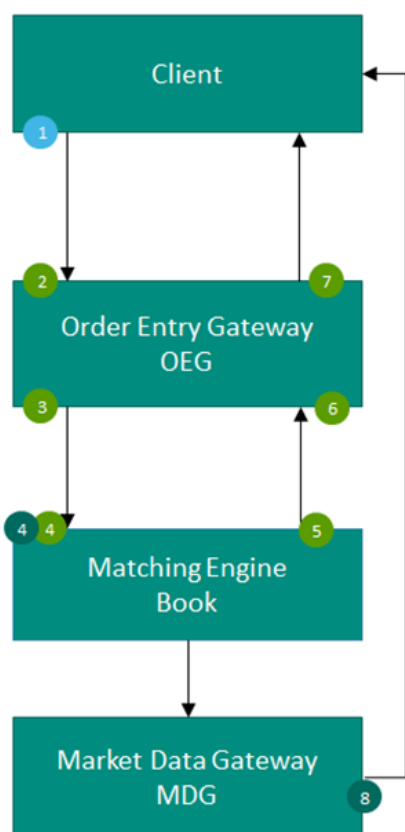 Client
1
2
7
Order Entry Gateway
OEG
3
6
4
4
5
Matching Engine
Book
Market Data Gateway
MDG
8